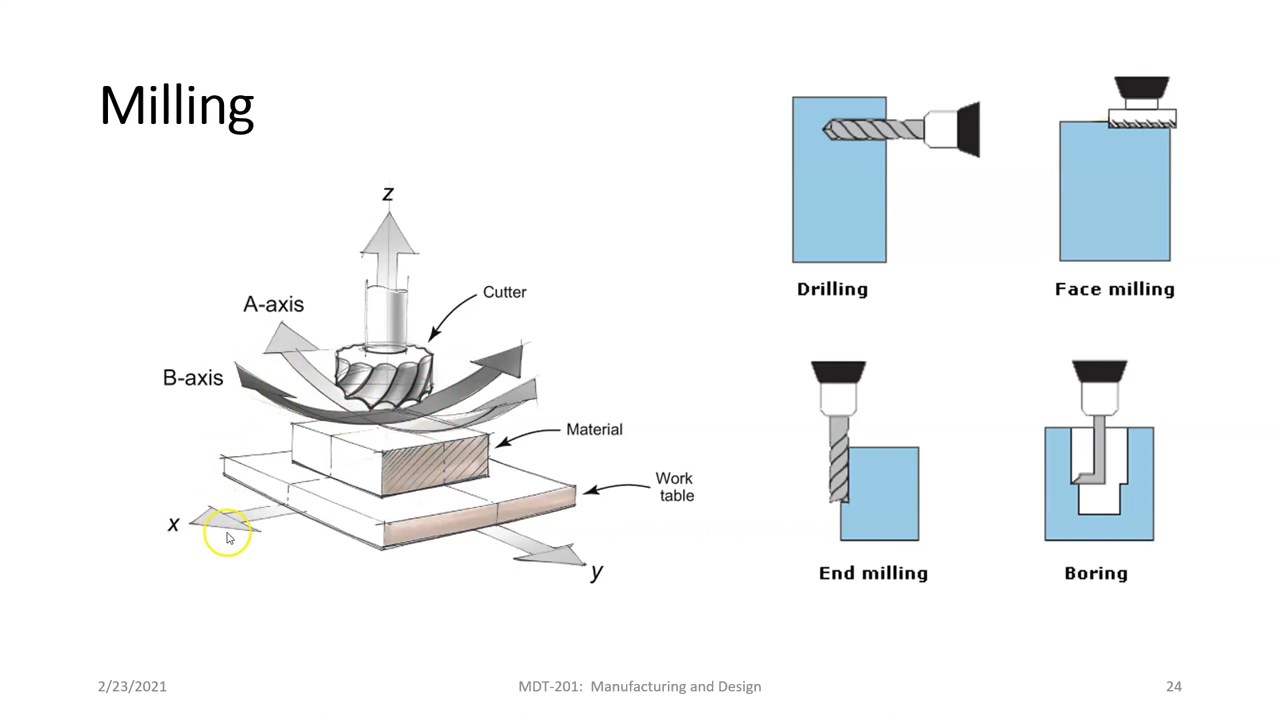 Milling
z
A-axis
Cutter
B-axis
Material
Work
table
x
y
Drilling
Face milling
End milling
Boring
2/23/2021
MDT-201:  Manufacturing and Design
24